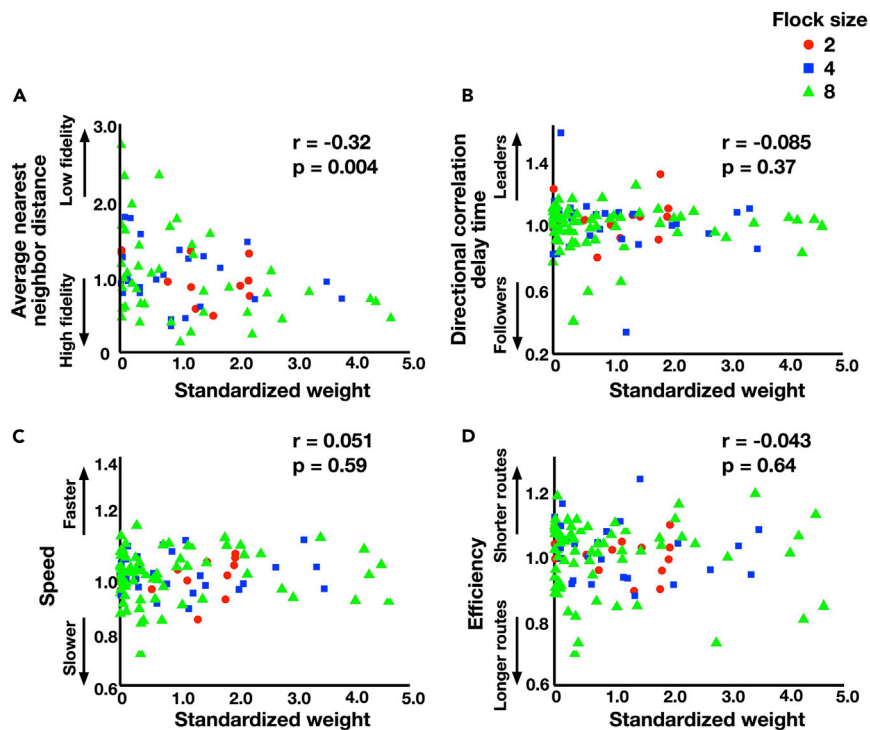 Flock size
2
4
8
A
Low fidelity
High fidelity
Average nearest
neighbor distance
3.0
2.0
1.0
0
r = -0.32
p = 0.004
0
1.0
2.0
3.0
4.0
5.0
Standardized weight
B
Leaders
Followers
Directional correlation
delay time
1.4
1.0
0.6
0.2
r = -0.085
p = 0.37
0
1.0
2.0
3.0
4.0
5.0
Standardized weight
C
Faster
Slower
Speed
1.4
1.2
1.0
0.8
0.6
r = 0.051
p = 0.59
0
1.0
2.0
3.0
4.0
5.0
Standardized weight
D
Shorter routes
Longer routes
Efficiency
1.2
1.0
0.8
0.6
r = -0.043
p = 0.64
0
1.0
2.0
3.0
4.0
5.0
Standardized weight